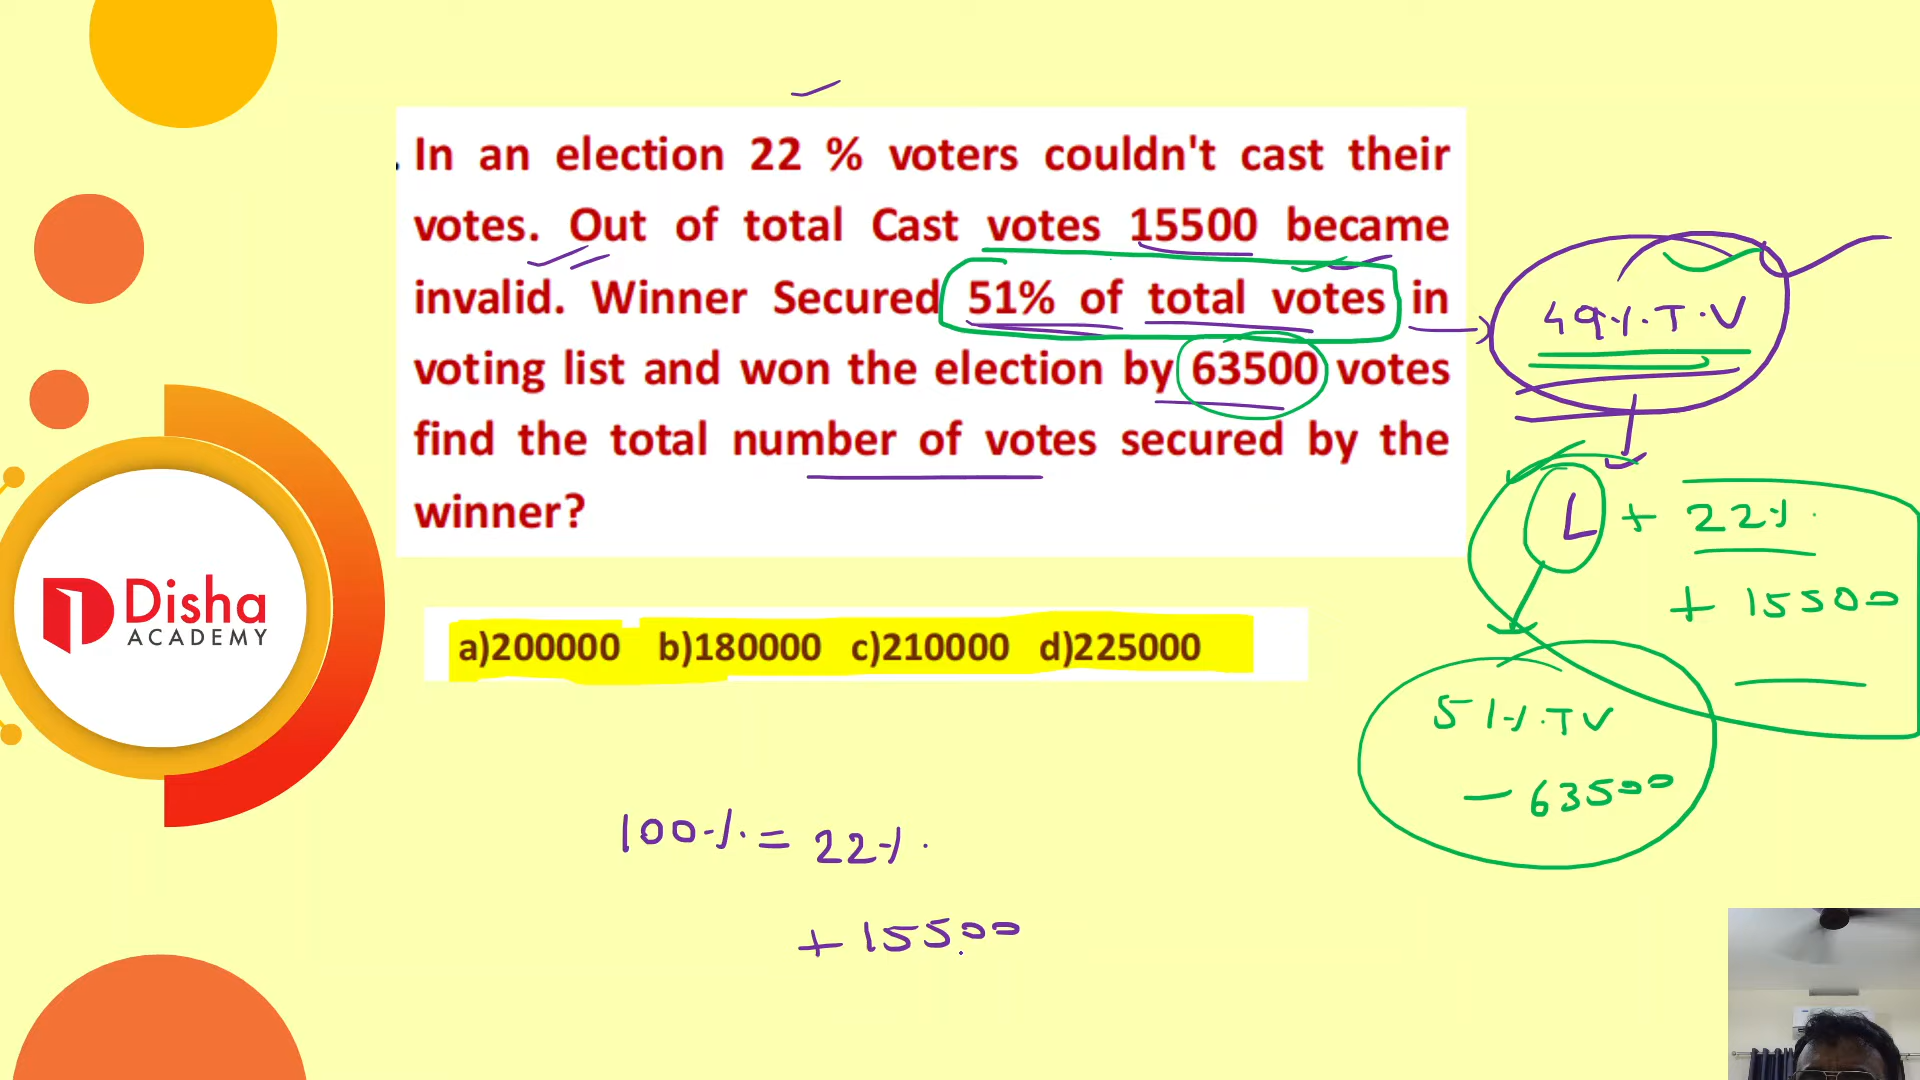 In an election 22 % voters couldn't cast their
votes. Out of total Cast votes 15500 became
invalid. Winner Secured 51% of total votes in
voting list and won the election by 63500 votes
find the total number of votes secured by the
winner?
49%.T.V
L + 22%
+ 15500
Disha
ACADEMY
a)200000 b)180000 c)210000 d)225000
51%.TV
- 63500
100% = 22%
+ 15500